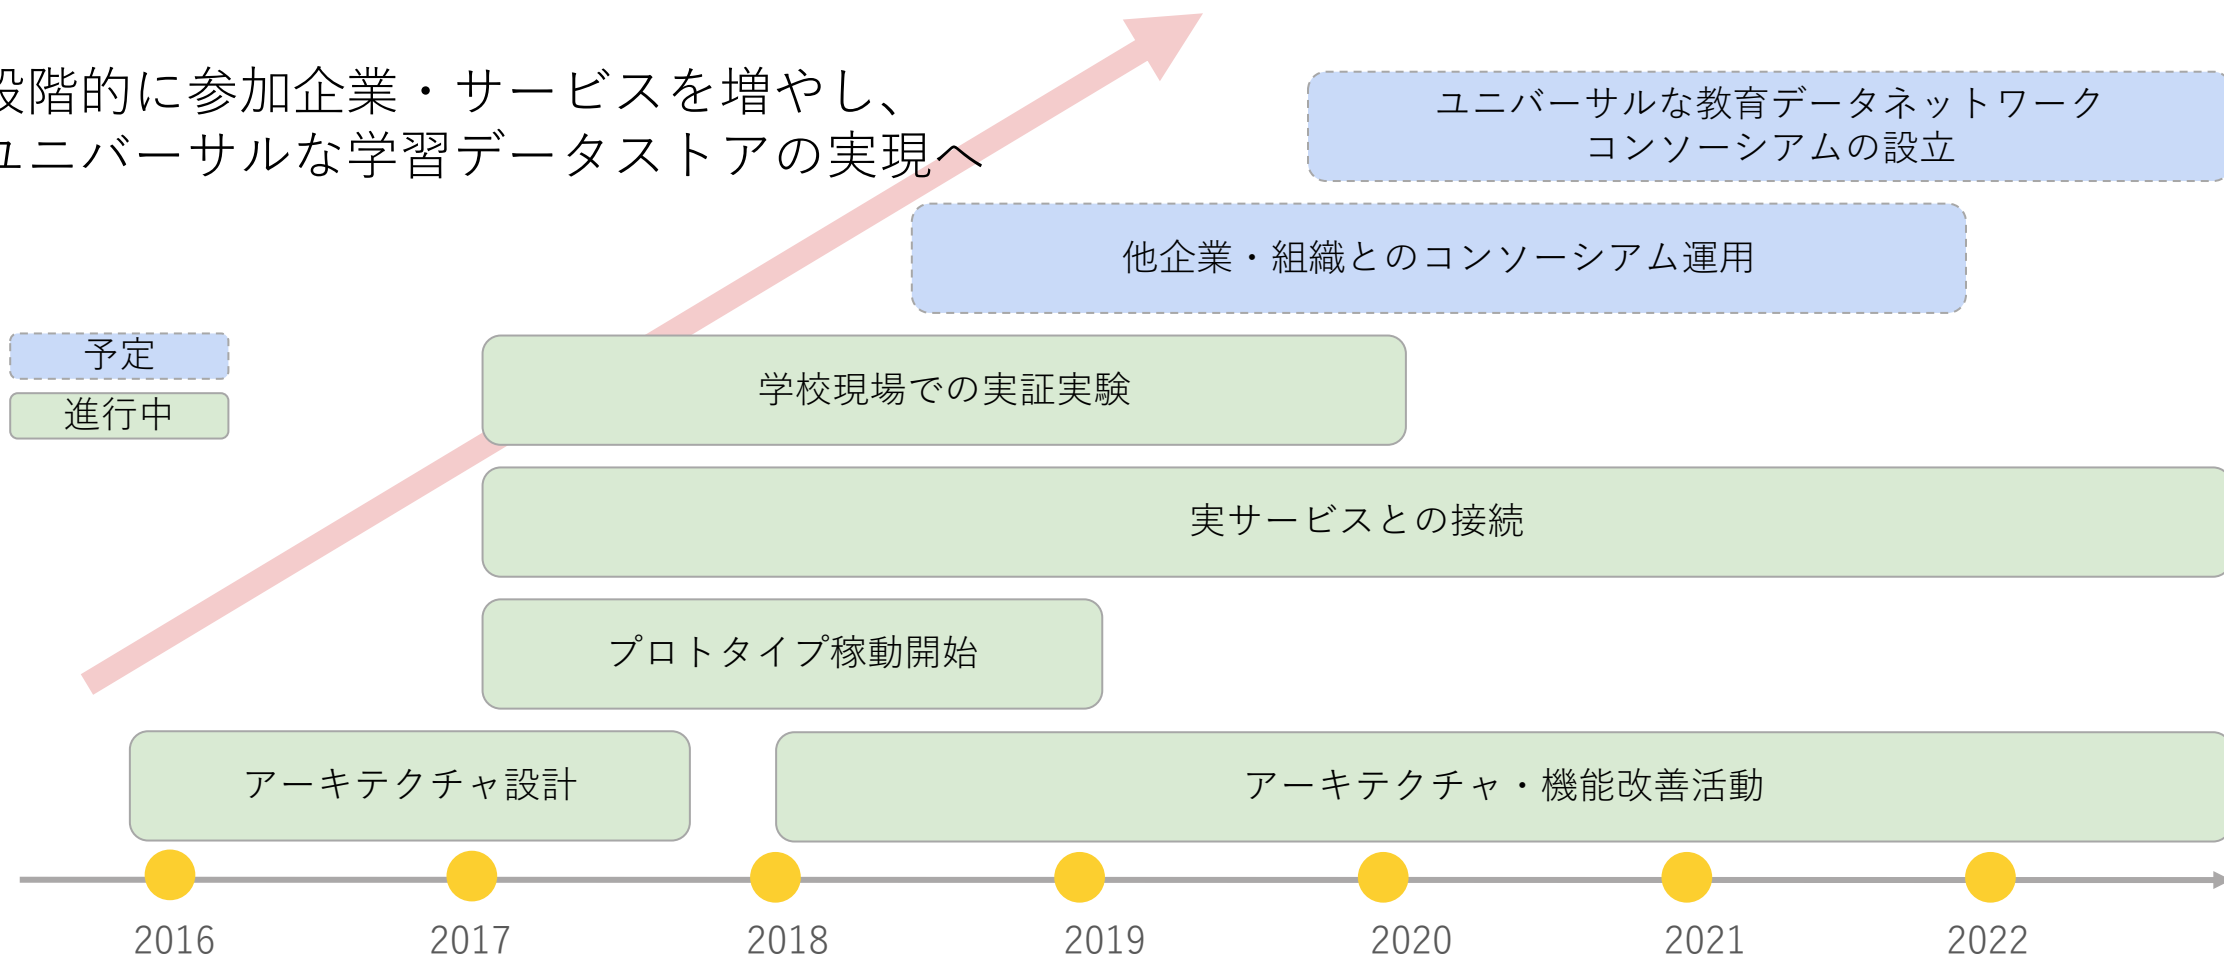 段階的に参加企業・サービスを増やし、
ユニバーサルな学習データストアの実現へ
ユニバーサルな教育データネットワーク
コンソーシアムの設立
他企業・組織とのコンソーシアム運用
予定
進行中
学校現場での実証実験
実サービスとの接続
プロトタイプ稼動開始
アーキテクチャ設計
アーキテクチャ・機能改善活動
2016
2017
2018
2019
2020
2021
2022